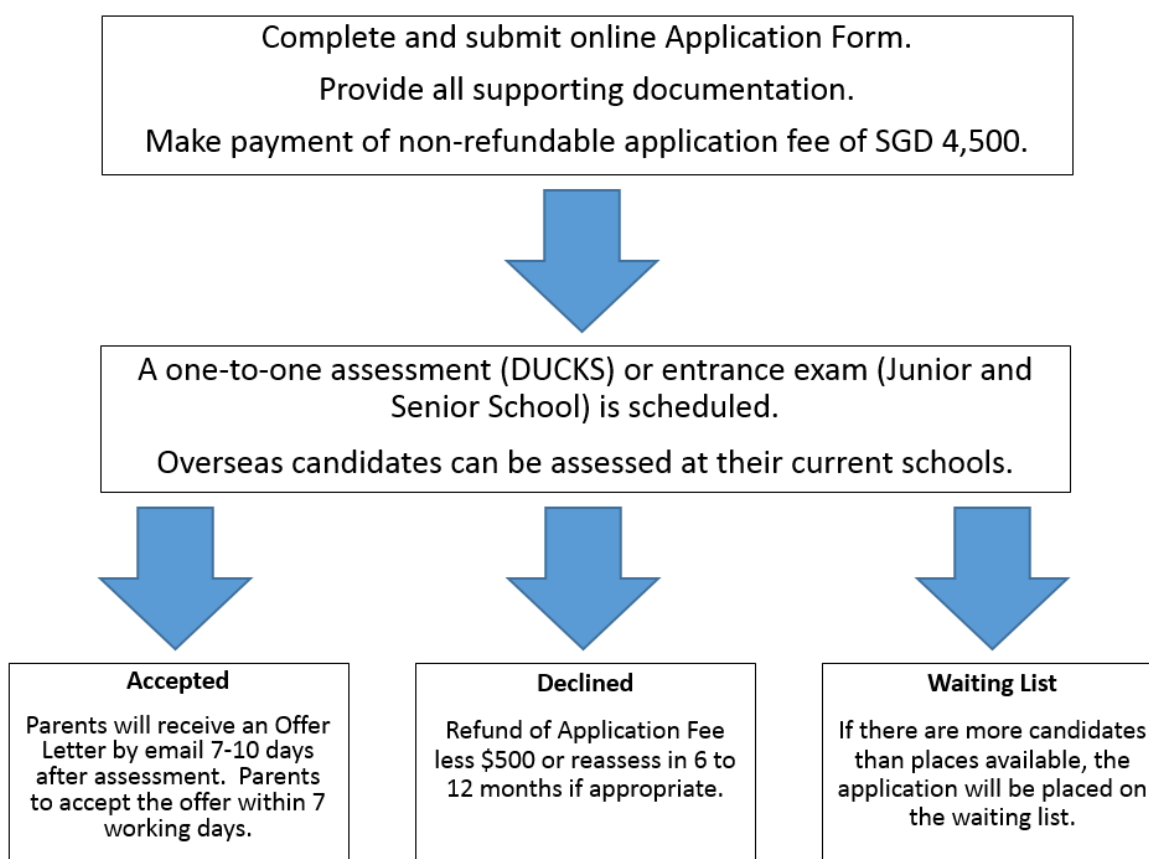 Complete and submit online Application Form.
Provide all supporting documentation.
Make payment of non-refundable application fee of SGD 4,500.
A one-to-one assessment (DUCKS) or entrance exam (Junior and
Senior School) is scheduled.
Overseas candidates can be assessed at their current schools.
Accepted
Parents will receive an Offer
Letter by email 7-10 days
after assessment.  Parents
to accept the offer within 7
working days.
Declined
Refund of Application Fee
less $500 or reassess in 6 to
12 months if appropriate.
Waiting List
If there are more candidates
than places available, the
application will be placed on
the waiting list.